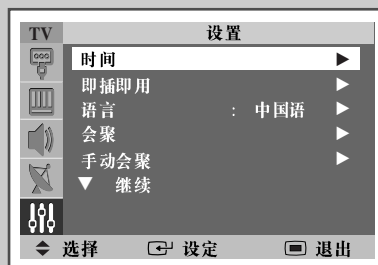 TV 设置
时间 ▶
即插即用 ▶
语言 : 中国语 ▶
会聚 ▶
手动会聚 ▶
▼ 继续
选择 设定 退出